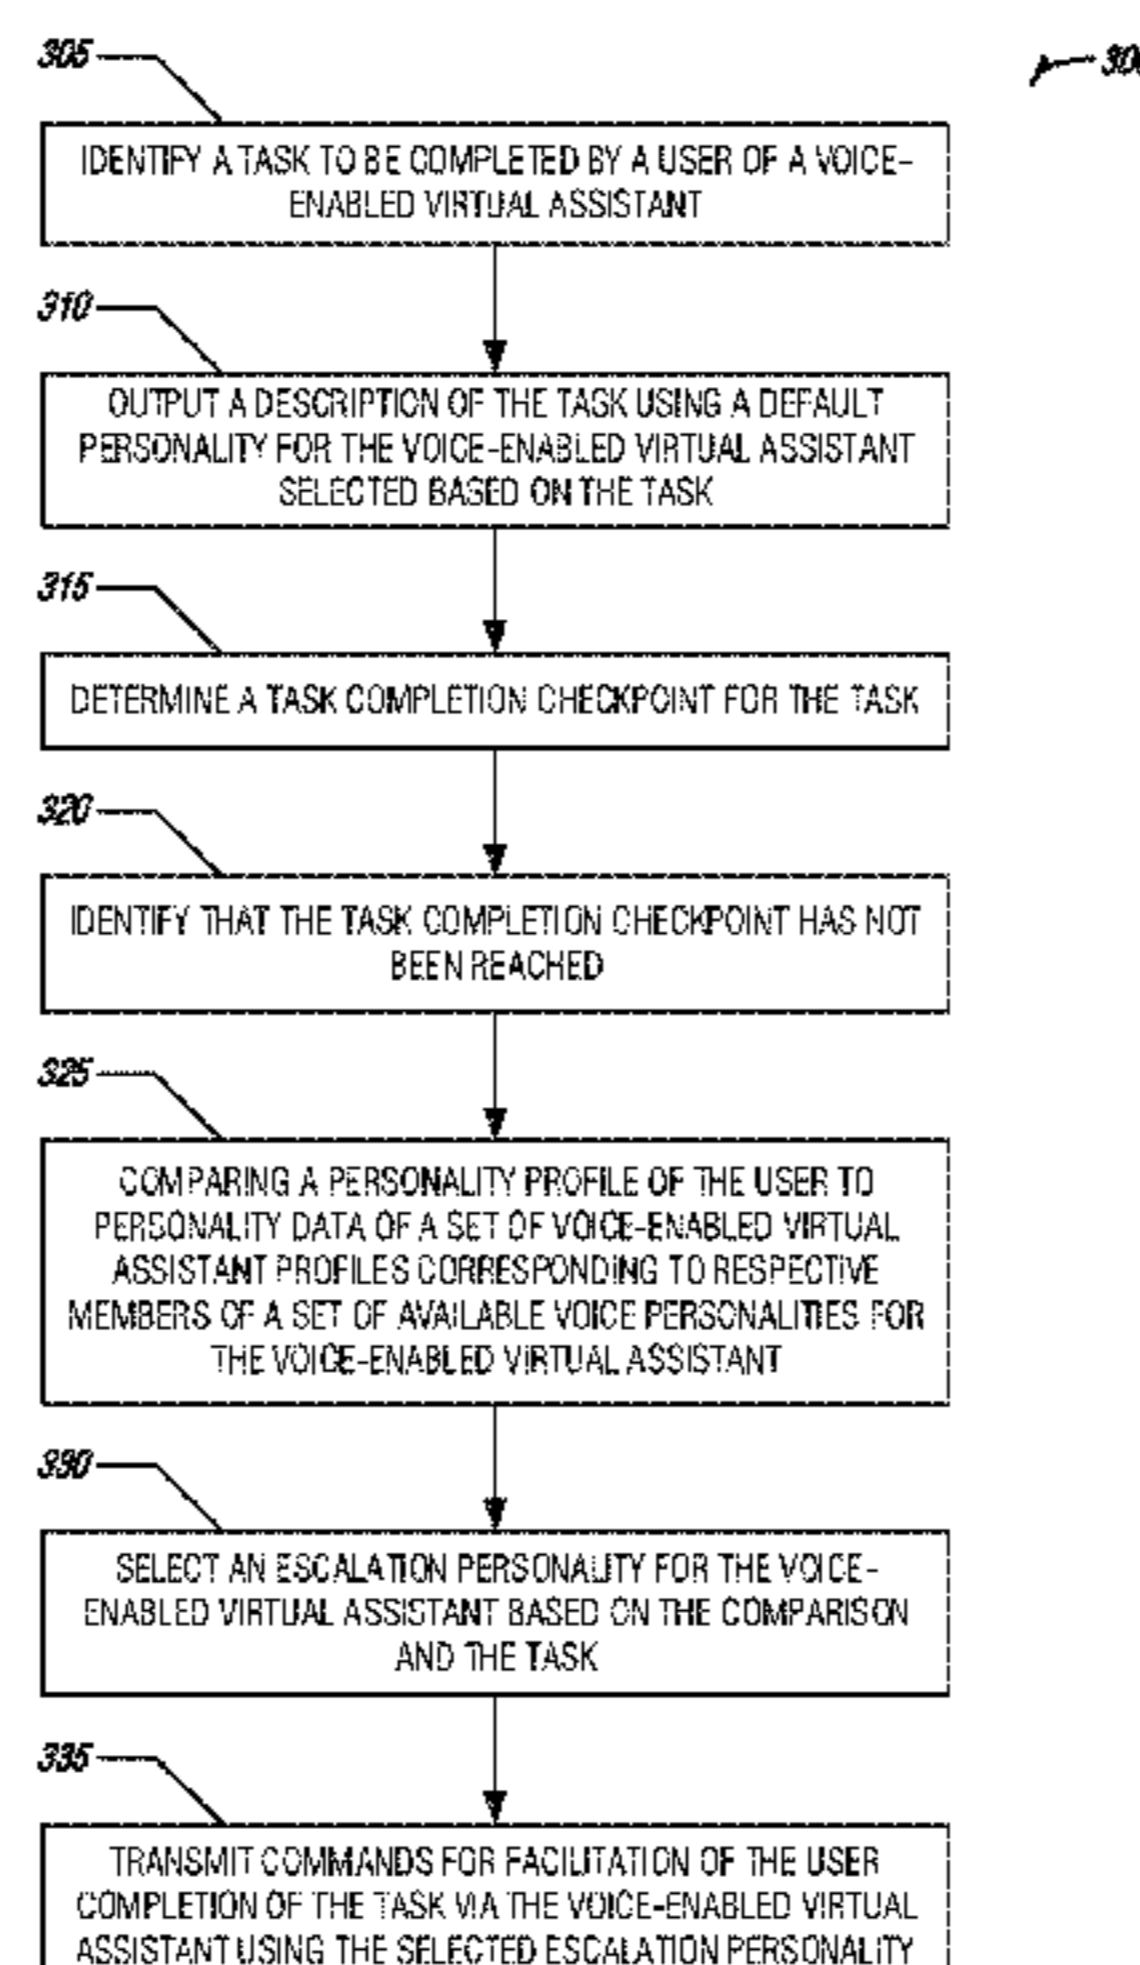 305
IDENTIFY A TASK TO BE COMPLETED BY A USER OF A VOICE-
ENABLED VIRTUAL ASSISTANT
310
OUTPUT A DESCRIPTION OF THE TASK USING A DEFAULT
PERSONALITY FOR THE VOICE-ENABLED VIRTUAL ASSISTANT
SELECTED BASED ON THE TASK
315
DETERMINE A TASK COMPLETION CHECKPOINT FOR THE TASK
320
IDENTIFY THAT THE TASK COMPLETION CHECKPOINT HAS NOT
BEEN REACHED
325
COMPARING A PERSONALITY PROFILE OF THE USER TO
PERSONALITY DATA OF A SET OF VOICE-ENABLED VIRTUAL
ASSISTANT PROFILES CORRESPONDING TO RESPECTIVE
MEMBERS OF A SET OF AVAILABLE VOICE PERSONALITIES FOR
THE VOICE-ENABLED VIRTUAL ASSISTANT
330
SELECT AN ESCALATION PERSONALITY FOR THE VOICE-
ENABLED VIRTUAL ASSISTANT BASED ON THE COMPARISON
AND THE TASK
335
TRANSMIT COMMANDS FOR FACILITATION OF THE USER
COMPLETION OF THE TASK VIA THE VOICE-ENABLED VIRTUAL
ASSISTANT USING THE SELECTED ESCALATION PERSONALITY